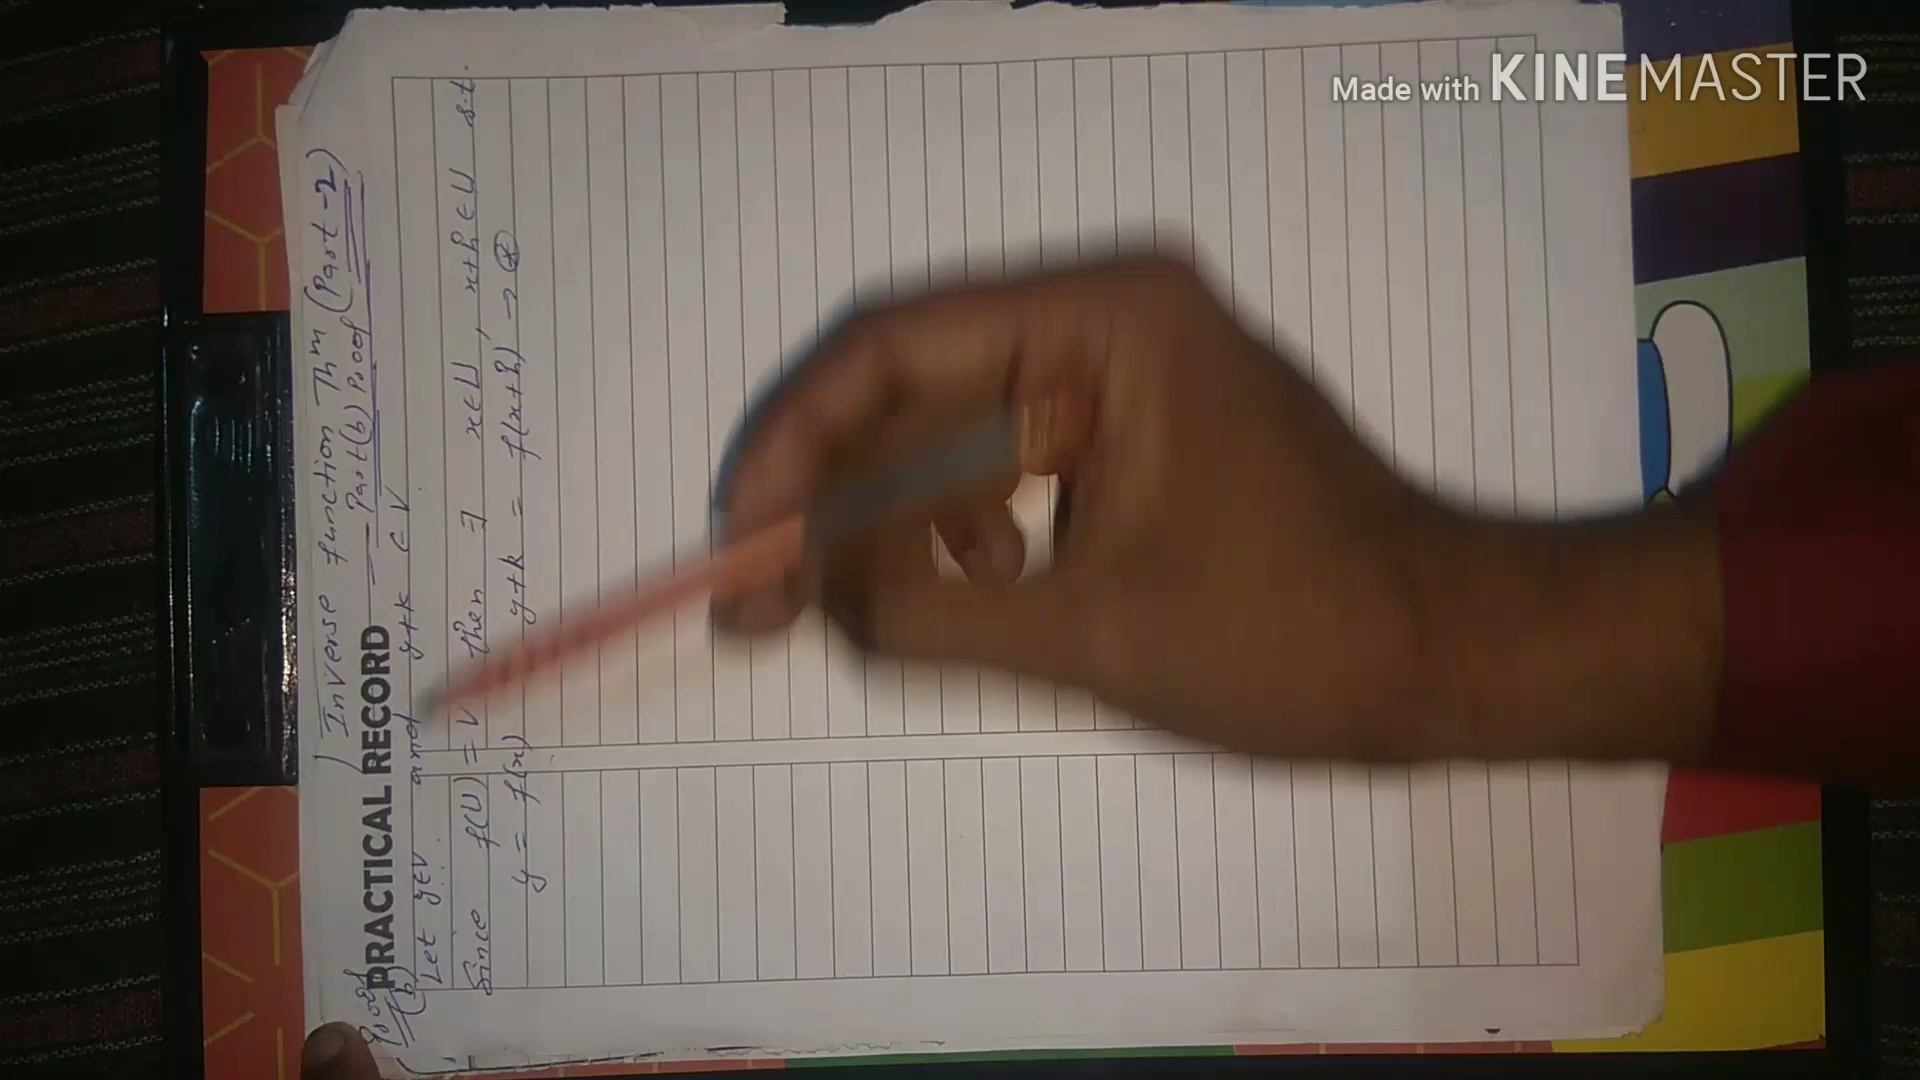 Made with KINEMASTER
Inverse function Thm (Part-2)
— Part(b) Proof
PRACTICAL RECORD
Proof
(b)
Let y∈V and y+k ⊂ V.
Since f(U) = V then ∃ x∈U, x+h∈U s.t.
y = f(x) y+k = f(x+h) → ⊛